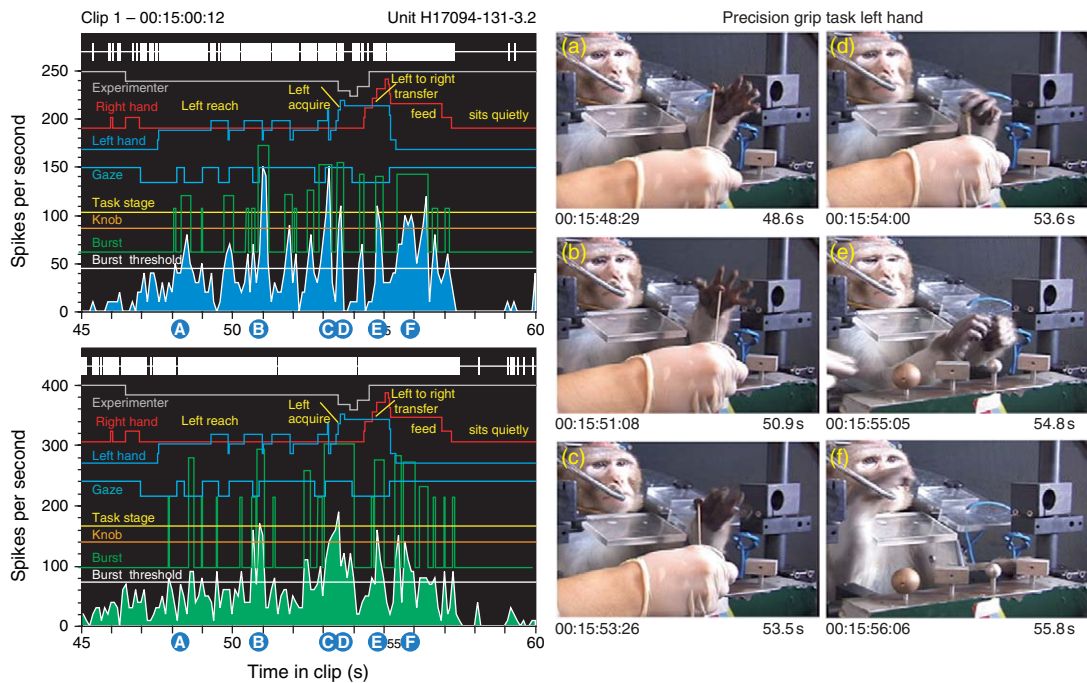 Clip 1 – 00:15:00:12 Unit H17094-131-3.2
Spikes per second
250
200
150
100
50
0
Experimenter
Right hand
Left reach
Left acquire
Left to right transfer
feed
sits quietly
Left hand
Gaze
Task stage
Knob
Burst
Burst threshold
45 50 5 60
A B C D E F
Spikes per second
400
300
200
100
0
Experimenter
Right hand
Left reach
Left acquire
Left to right transfer
feed
sits quietly
Left hand
Gaze
Task stage
Knob
Burst
Burst threshold
45 50 55 60
A B C D E F
Time in clip (s)
Precision grip task left hand
(a)
00:15:48:29 48.6 s
(d)
00:15:54:00 53.6 s
(b)
00:15:51:08 50.9 s
(e)
00:15:55:05 54.8 s
(c)
00:15:53:26 53.5 s
(f)
00:15:56:06 55.8 s